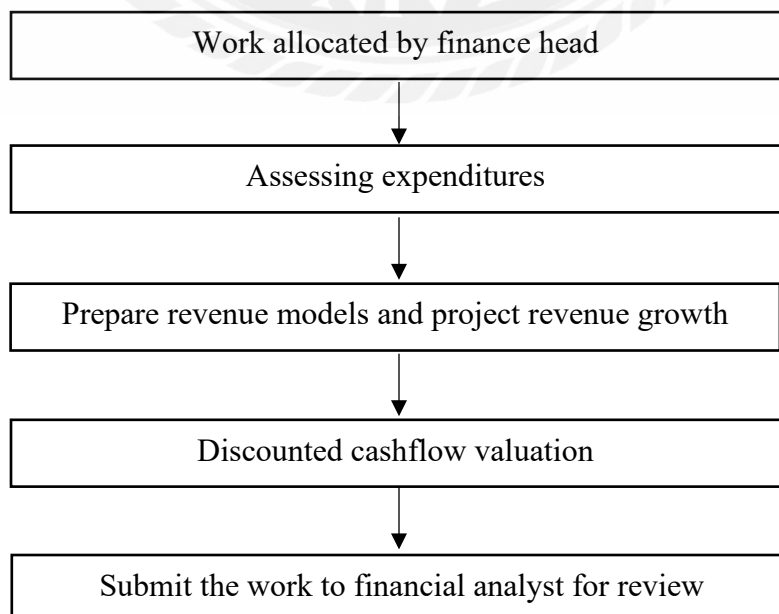 Work allocated by finance head
Assessing expenditures
Prepare revenue models and project revenue growth
Discounted cashflow valuation
Submit the work to financial analyst for review